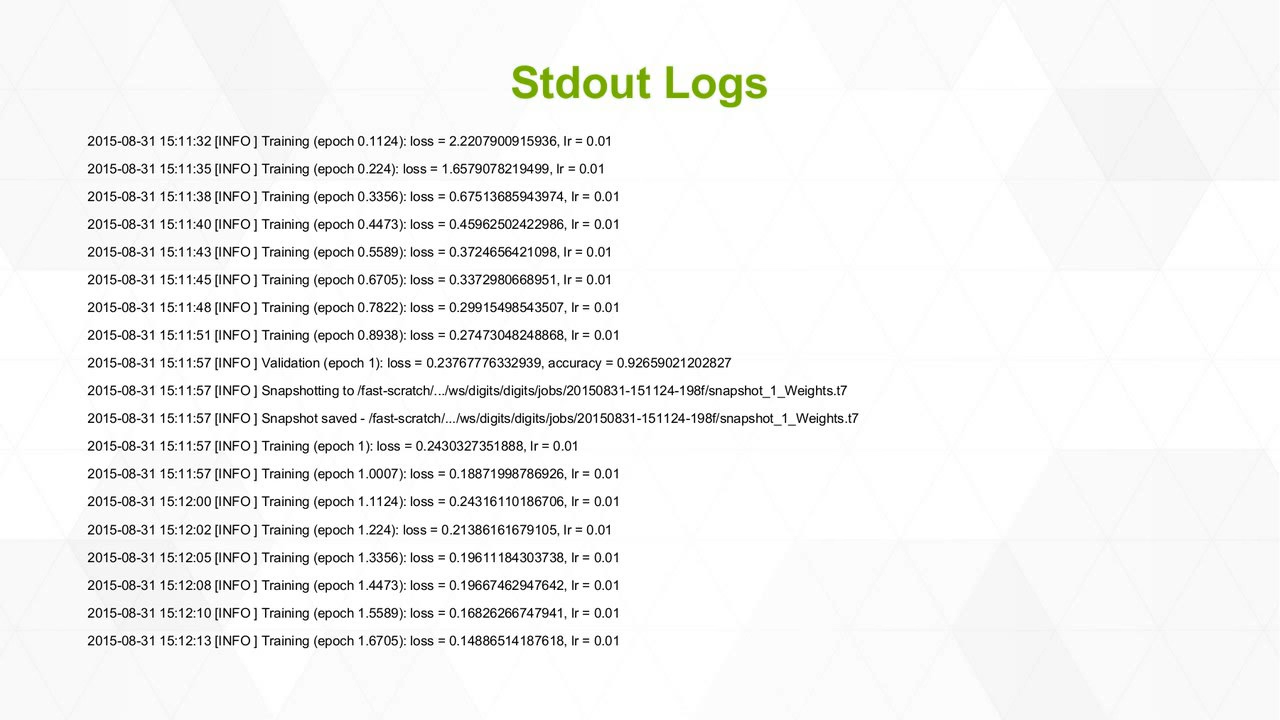 Stdout Logs
2015-08-31 15:11:32 [INFO ] Training (epoch 0.1124): loss = 2.2207900915936, lr = 0.01
2015-08-31 15:11:35 [INFO ] Training (epoch 0.224): loss = 1.6579078219499, lr = 0.01
2015-08-31 15:11:38 [INFO ] Training (epoch 0.3356): loss = 0.67513685943974, lr = 0.01
2015-08-31 15:11:40 [INFO ] Training (epoch 0.4473): loss = 0.45962502422986, lr = 0.01
2015-08-31 15:11:43 [INFO ] Training (epoch 0.5589): loss = 0.3724656421098, lr = 0.01
2015-08-31 15:11:45 [INFO ] Training (epoch 0.6705): loss = 0.3372980668951, lr = 0.01
2015-08-31 15:11:48 [INFO ] Training (epoch 0.7822): loss = 0.29915498543507, lr = 0.01
2015-08-31 15:11:51 [INFO ] Training (epoch 0.8938): loss = 0.27473048248868, lr = 0.01
2015-08-31 15:11:57 [INFO ] Validation (epoch 1): loss = 0.23767776332939, accuracy = 0.92659021202827
2015-08-31 15:11:57 [INFO ] Snapshotting to /fast-scratch/.../ws/digits/digits/jobs/20150831-151124-198f/snapshot_1_Weights.t7
2015-08-31 15:11:57 [INFO ] Snapshot saved - /fast-scratch/.../ws/digits/digits/jobs/20150831-151124-198f/snapshot_1_Weights.t7
2015-08-31 15:11:57 [INFO ] Training (epoch 1): loss = 0.2430327351888, lr = 0.01
2015-08-31 15:11:57 [INFO ] Training (epoch 1.0007): loss = 0.18871998786926, lr = 0.01
2015-08-31 15:12:00 [INFO ] Training (epoch 1.1124): loss = 0.24316110186706, lr = 0.01
2015-08-31 15:12:02 [INFO ] Training (epoch 1.224): loss = 0.21386161679105, lr = 0.01
2015-08-31 15:12:05 [INFO ] Training (epoch 1.3356): loss = 0.19611184303738, lr = 0.01
2015-08-31 15:12:08 [INFO ] Training (epoch 1.4473): loss = 0.19667462947642, lr = 0.01
2015-08-31 15:12:10 [INFO ] Training (epoch 1.5589): loss = 0.16826266747941, lr = 0.01
2015-08-31 15:12:13 [INFO ] Training (epoch 1.6705): loss = 0.14886514187618, lr = 0.01